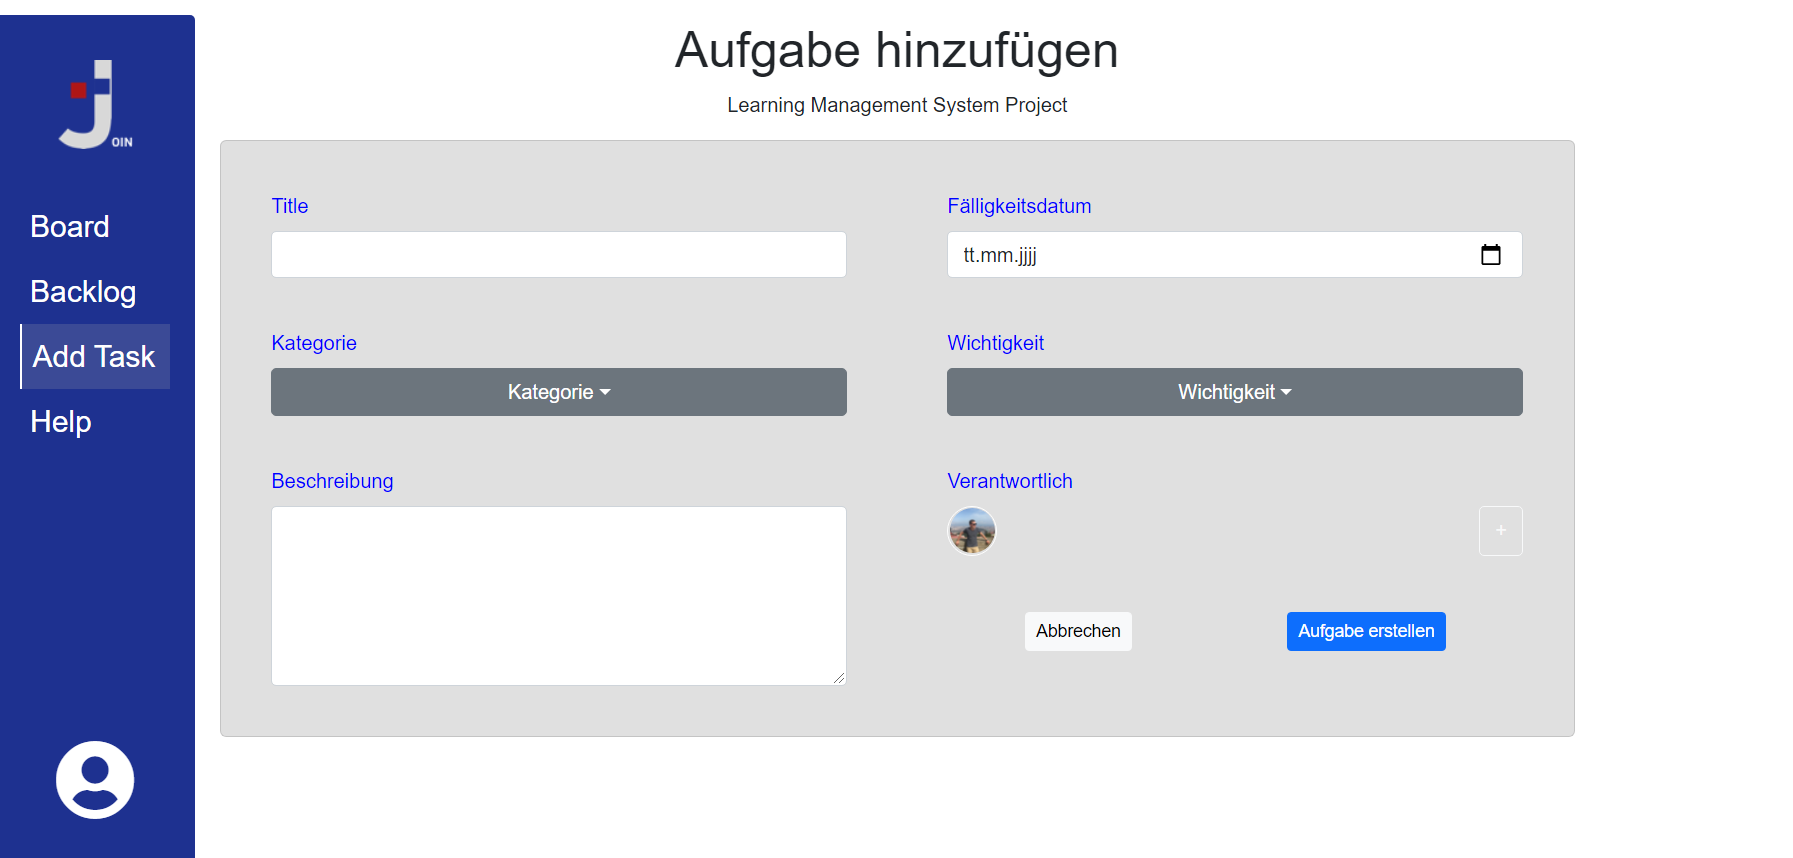 J OIN
Board
Backlog
Add Task
Help
Aufgabe hinzufügen
Learning Management System Project
Title
Fälligkeitsdatum
tt.mm.jjjj
Kategorie
Wichtigkeit
Kategorie
Wichtigkeit
Beschreibung
Verantwortlich
+
Abbrechen
Aufgabe erstellen